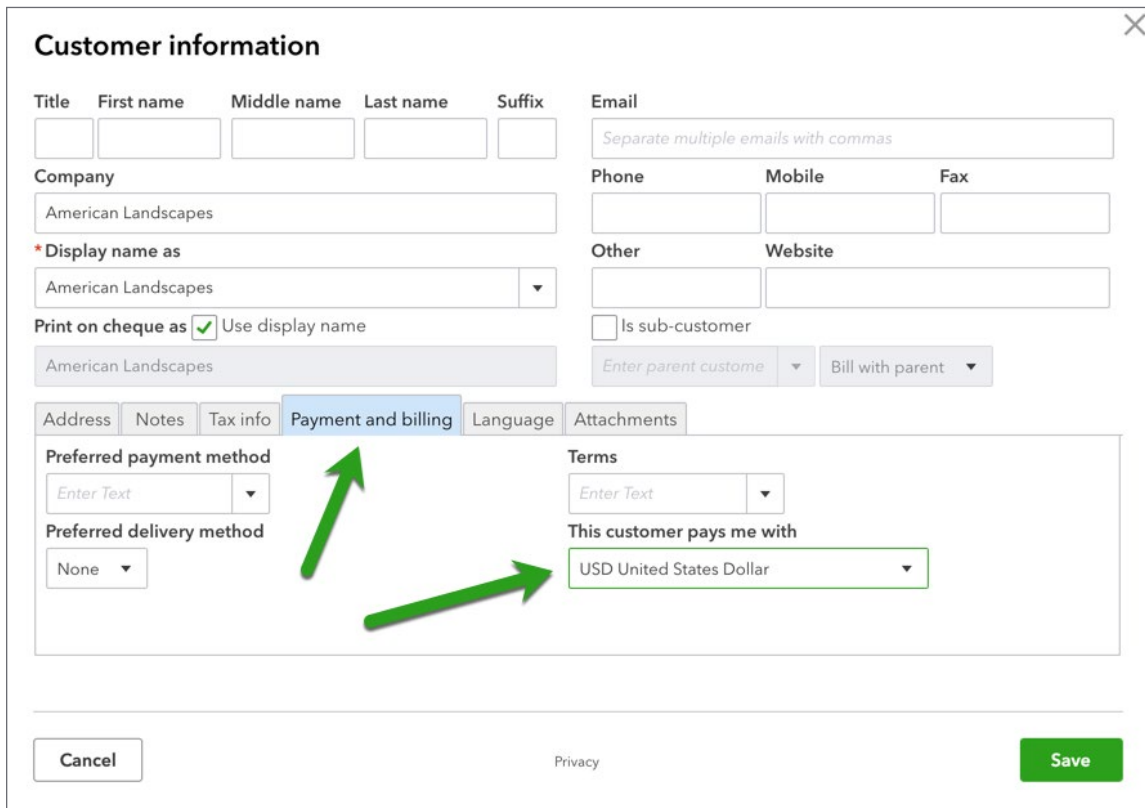 Customer information
Title First name Middle name Last name Suffix Email
Separate multiple emails with commas
Company Phone Mobile Fax
American Landscapes
*Display name as Other Website
American Landscapes
Print on cheque as Use display name Is sub-customer
American Landscapes Enter parent custome Bill with parent
Address Notes Tax info Payment and billing Language Attachments
Preferred payment method Terms
Enter Text Enter Text
Preferred delivery method This customer pays me with
None USD United States Dollar
Cancel Privacy Save